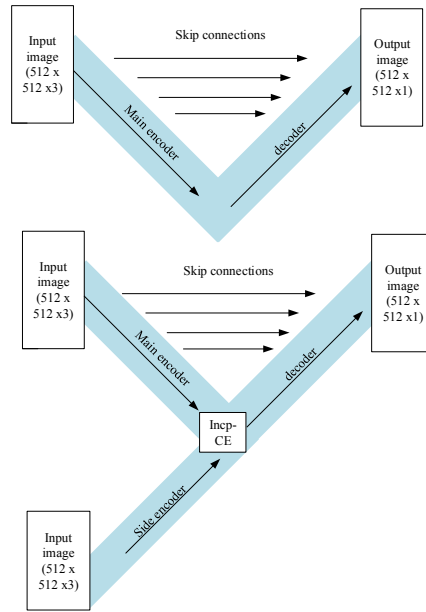 Input
image
(512 x
512 x3)
Skip connections
Output
image
(512 x
512 x1)
Main encoder
decoder
Input
image
(512 x
512 x3)
Skip connections
Output
image
(512 x
512 x1)
Main encoder
decoder
Incp-
CE
Side encoder
Input
image
(512 x
512 x3)